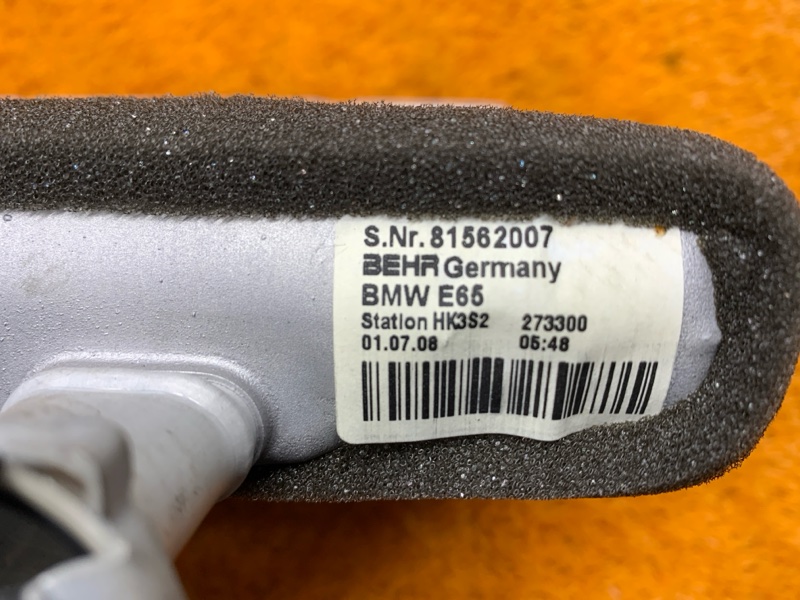 S.Nr. 81562007
BEHR Germany
BMW E65
Station HK3S2 273300
01.07.08 05:48